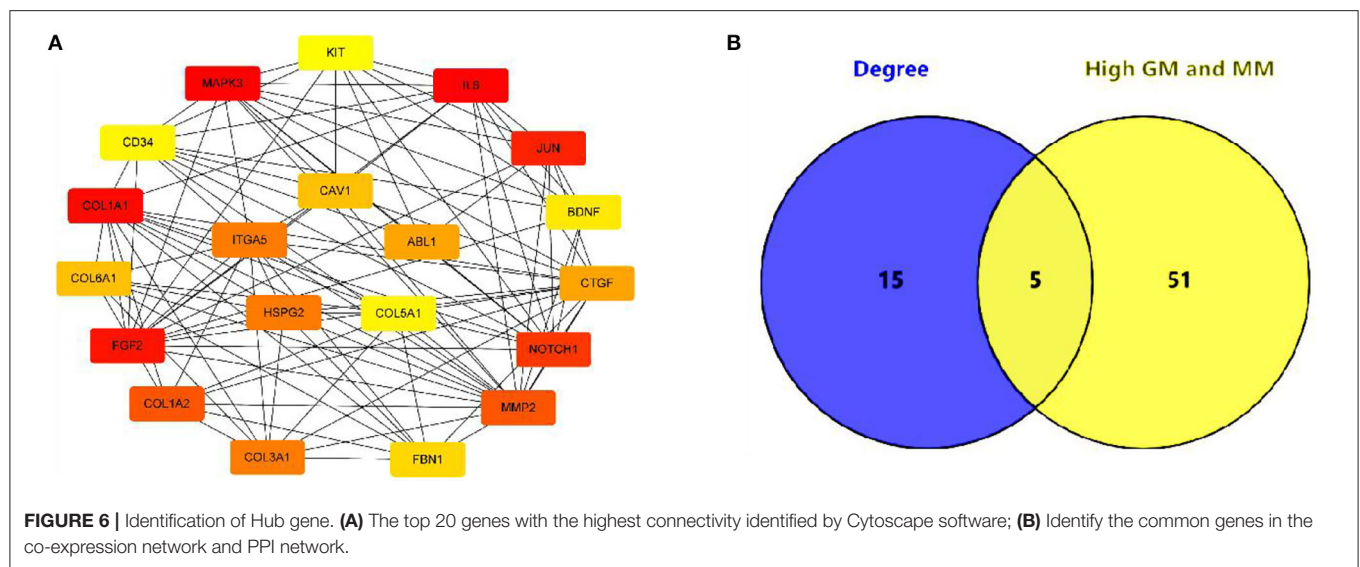 A
KIT
MAPK3
IL6
CD34
JUN
CAV1
COL1A1
BDNF
ITGA5
ABL1
COL6A1
CTGF
HSPG2
COL5A1
FGF2
NOTCH1
COL1A2
MMP2
COL3A1
FBN1
B
Degree
High GM and MM
15
5
51
FIGURE 6 | Identification of Hub gene. (A) The top 20 genes with the highest connectivity identified by Cytoscape software; (B) Identify the common genes in the
co-expression network and PPI network.